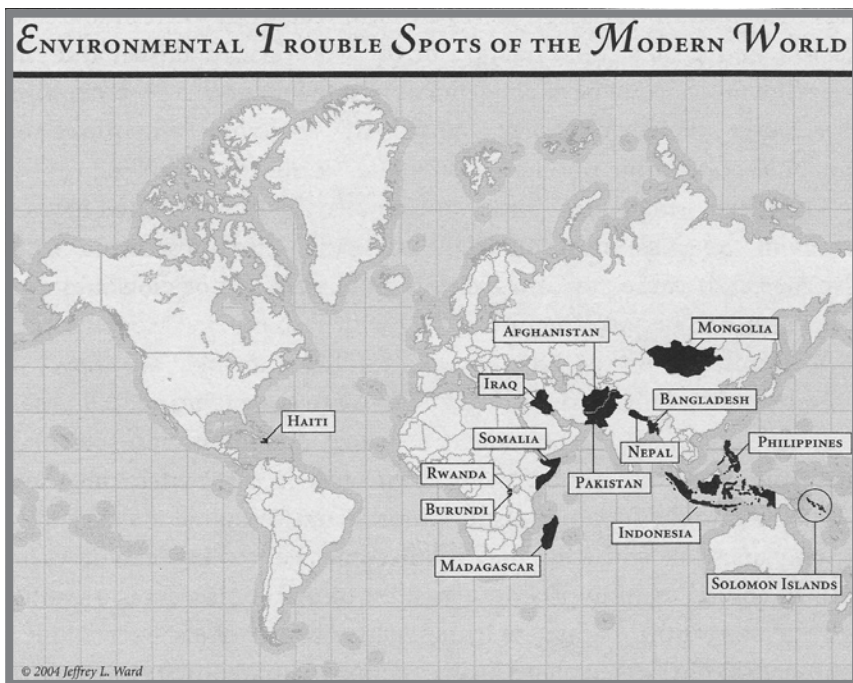 Environmental Trouble Spots of the Modern World
Afghanistan
Mongolia
Iraq
Bangladesh
Haiti
Somalia
Nepal
Philippines
Rwanda
Pakistan
Burundi
Indonesia
Madagascar
Solomon Islands
© 2004 Jeffrey L. Ward